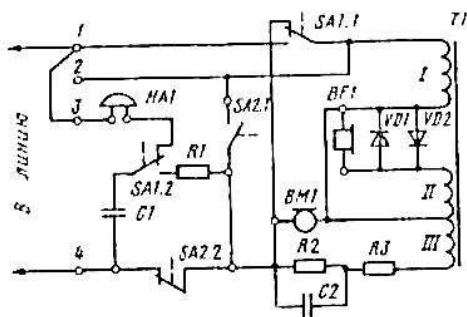 1
SA1.1
T1
2
I
BF1
3
HA1
SA2.1
VD1
VD2
В линию
SA1.2
R1
C1
BM1
II
III
4
SA2.2
R2
R3
C2